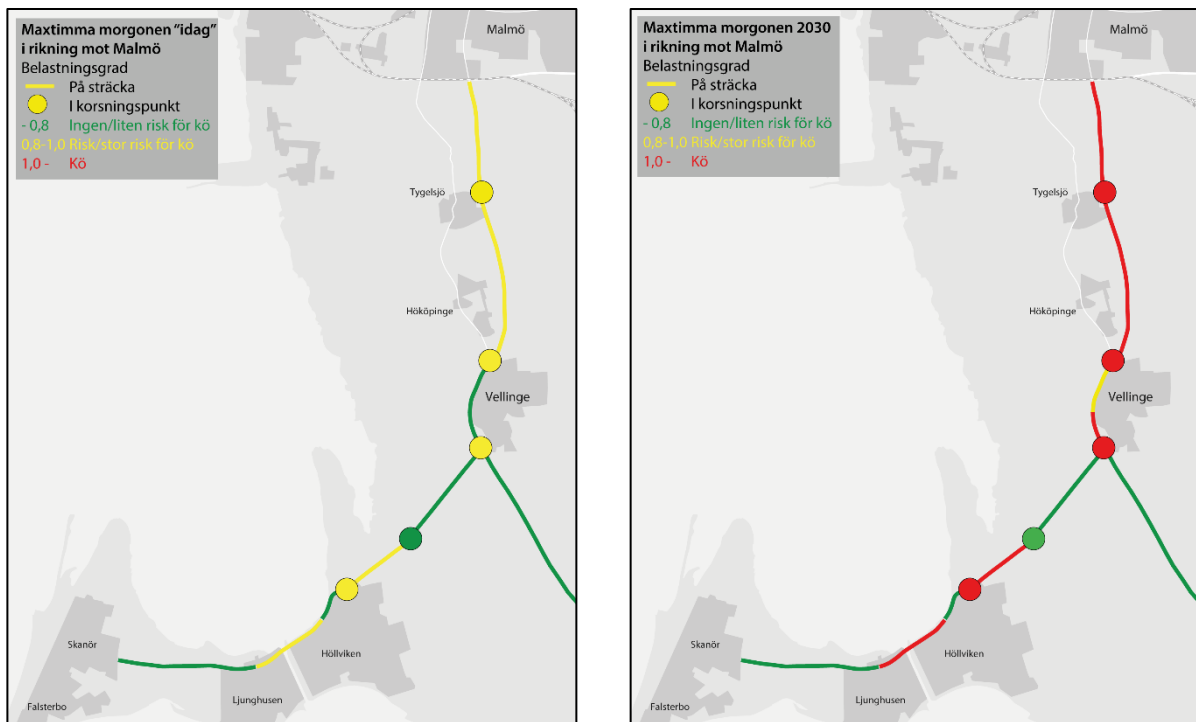 Maxtimma morgonen "idag"
i rikning mot Malmö
Belastningsgrad
På sträcka
I korsningspunkt
- 0,8 Ingen/liten risk för kö
0,8-1,0 Risk/stor risk för kö
1,0 - Kö
Malmö
Tygelsjö
Hököpinge
Vellinge
Skanör
Höllviken
Ljunghusen
Falsterbo
Maxtimma morgonen 2030
i rikning mot Malmö
Belastningsgrad
På sträcka
I korsningspunkt
- 0,8 Ingen/liten risk för kö
0,8-1,0 Risk/stor risk för kö
1,0 - Kö
Malmö
Tygelsjö
Hököpinge
Vellinge
Skanör
Höllviken
Ljunghusen
Falsterbo